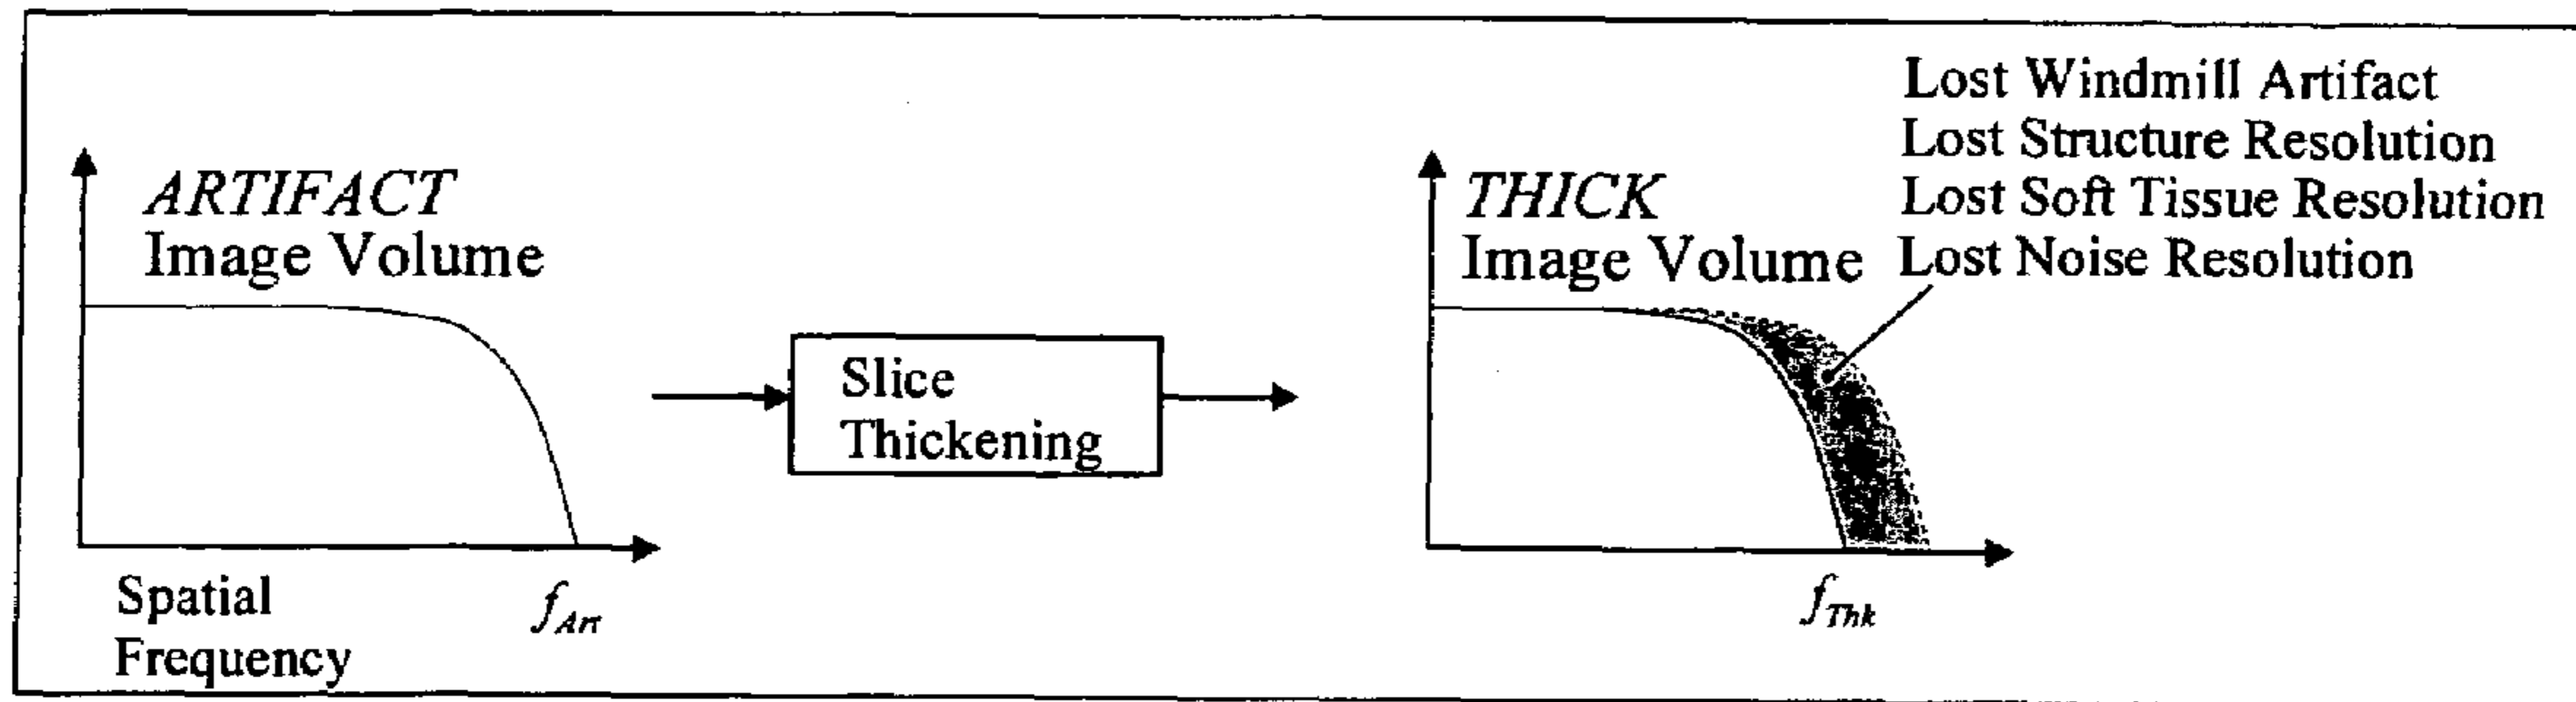 ARTIFACT
Image Volume
Spatial
Frequency
f_Art
Slice
Thickening
THICK
Image Volume
Lost Windmill Artifact
Lost Structure Resolution
Lost Soft Tissue Resolution
Lost Noise Resolution
f_Thk